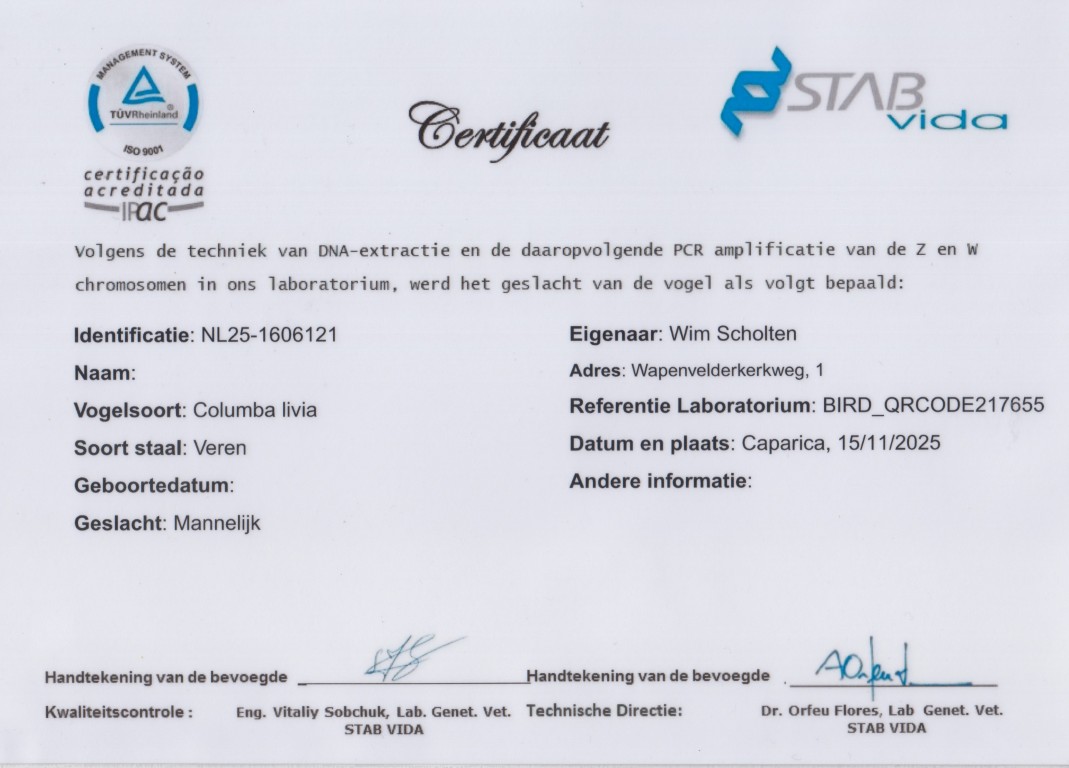 MANAGEMENT SYSTEM
TÜVRheinland®
ISO 9001
certificação
acreditada
IPAC
Certificaat
STAB
vida
Volgens de techniek van DNA-extractie en de daaropvolgende PCR amplificatie van de Z en W
chromosomen in ons laboratorium, werd het geslacht van de vogel als volgt bepaald:
Identificatie: NL25-1606121
Naam:
Vogelsoort: Columba livia
Soort staal: Veren
Geboortedatum:
Geslacht: Mannelijk
Eigenaar: Wim Scholten
Adres: Wapenvelderkerkweg, 1
Referentie Laboratorium: BIRD_QRCODE217655
Datum en plaats: Caparica, 15/11/2025
Andere informatie:
Handtekening van de bevoegde
Kwaliteitscontrole : Eng. Vitaliy Sobchuk, Lab. Genet. Vet.
STAB VIDA
Handtekening van de bevoegde
Technische Directie: Dr. Orfeu Flores, Lab Genet. Vet.
STAB VIDA